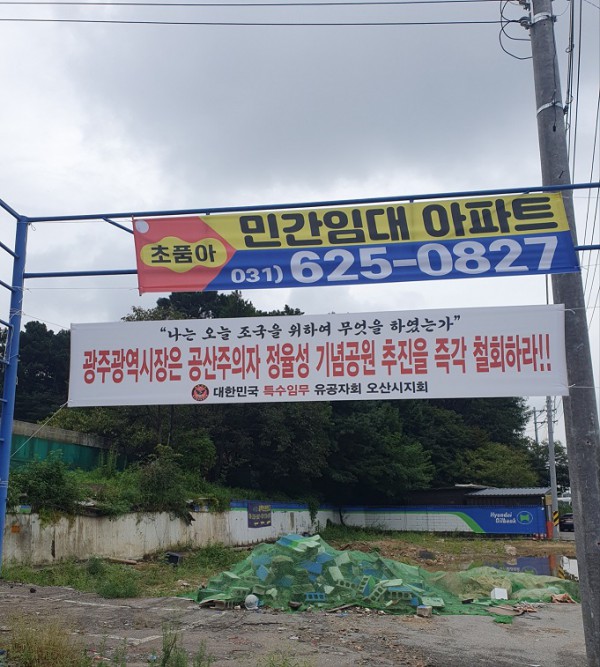 초품아
민간임대 아파트
031) 625-0827
“나는 오늘 조국을 위하여 무엇을 하였는가”
광주광역시장은 공산주의자 정율성 기념공원 추진을 즉각 철회하라!!
대한민국 특수임무 유공자회 오산시지회
Hyundai
Oilbank